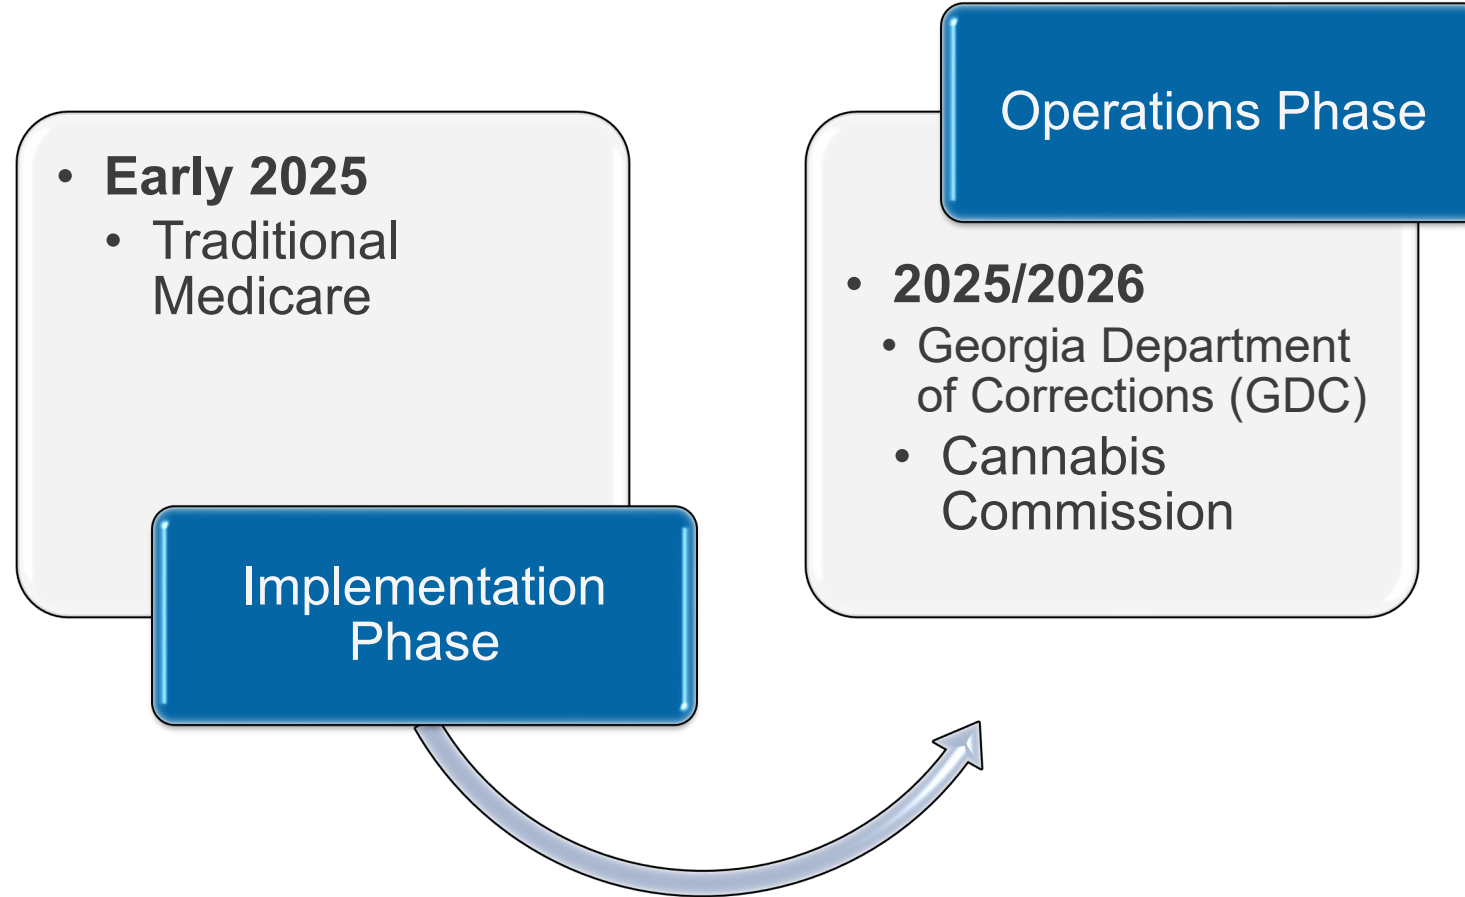 • Early 2025
• Traditional
Medicare
Implementation
Phase
Operations Phase
• 2025/2026
• Georgia Department
of Corrections (GDC)
• Cannabis
Commission